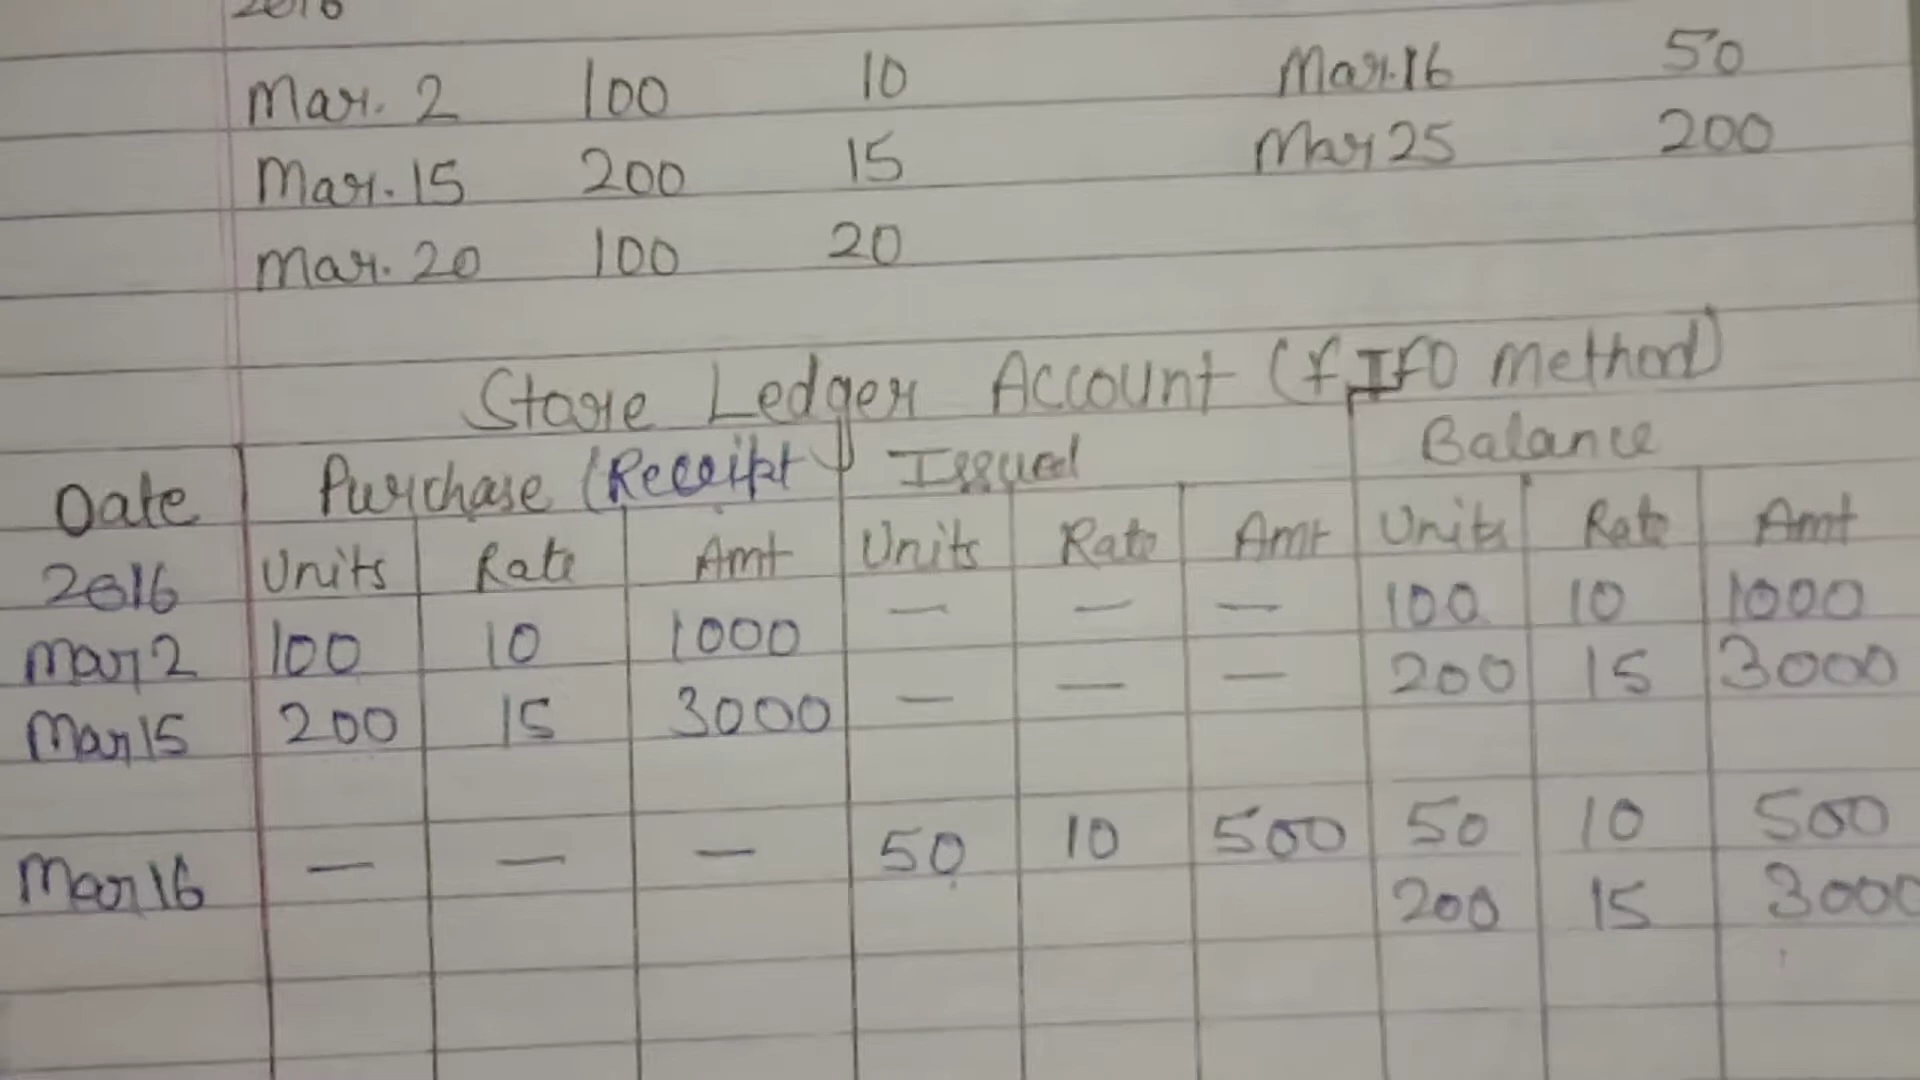 2016
Mar. 2 100 10 Mar.16 50
Mar. 15 200 15 Mar 25 200
Mar. 20 100 20
Store Ledger Account (FIFO method)
Date Purchase (Receipt) Issued Balance
2016 Units Rate Amt Units Rate Amt Units Rate Amt
Mar 2 100 10 1000 — — — 100 10 1000
Mar 15 200 15 3000 — — — 200 15 3000
Mar 16 — — — 50 10 500 50 10 500
200 15 3000